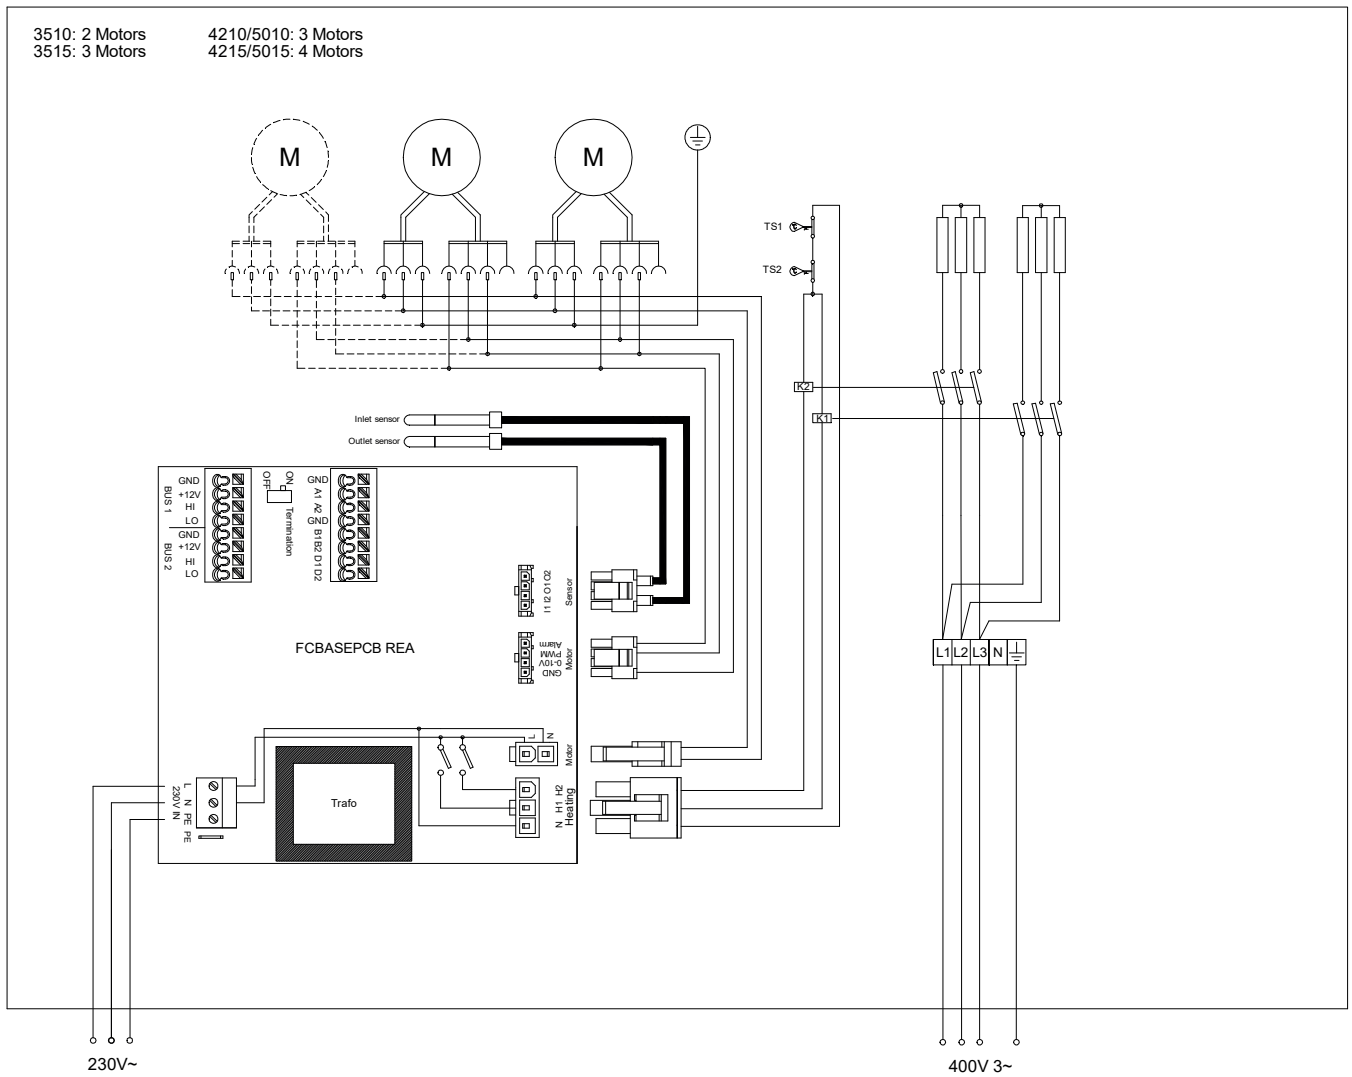 3510: 2 Motors
4210/5010: 3 Motors
3515: 3 Motors
4215/5015: 4 Motors
M
M
M
TS1
TS2
K2
K1
Inlet sensor
Outlet sensor
BUS 1
GND
+12V
HI
LO
BUS 2
GND
+12V
HI
LO
OFF
ON
Termination
GND
A1
A2
GND
B1
B2
D1
D2
I1 I2 O1 O2
Sensor
FCBASEPCB REA
Alarm
PWM
0-10V
GND
Motor
L
N
Motor
H2
H1
N
Heating
L
N
PE
230V IN
PE
Trafo
L1
L2
L3
N
230V~
400V 3~